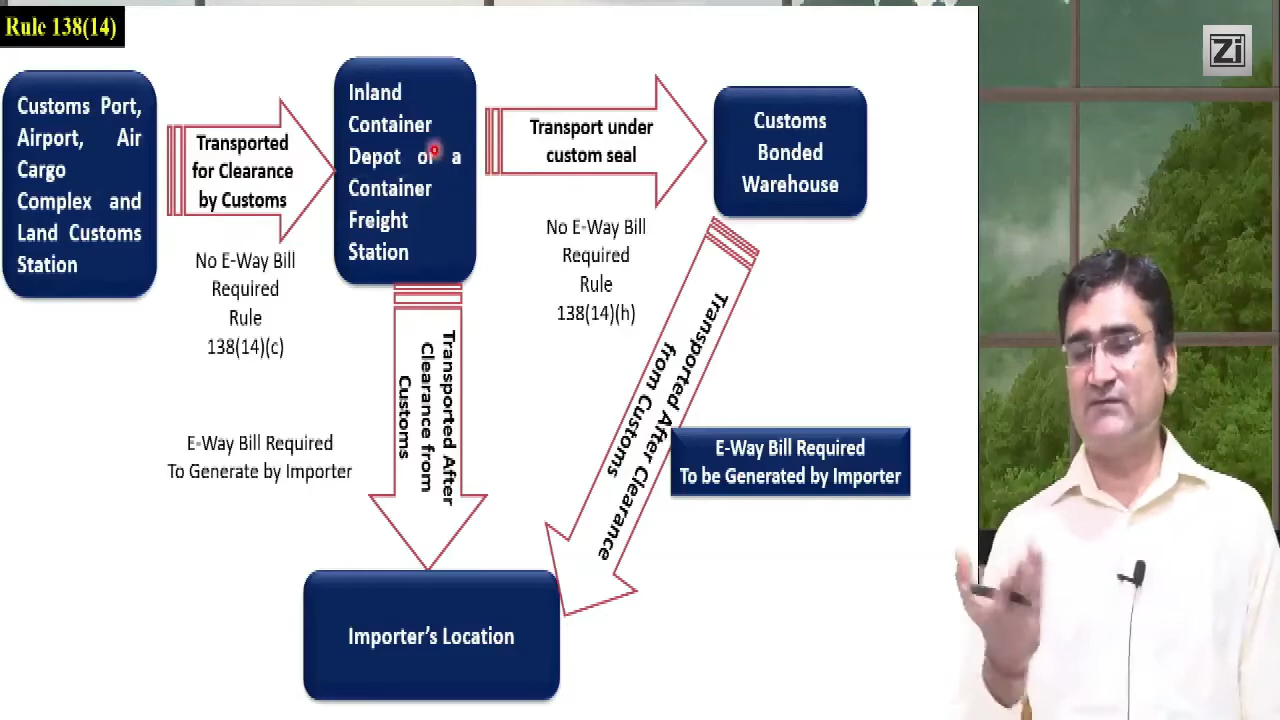 Rule 138(14)
Zi
Customs Port,
Airport, Air
Cargo
Complex and
Land Customs
Station
Transported
for Clearance
by Customs
No E-Way Bill
Required
Rule
138(14)(c)
Inland
Container
Depot or a
Container
Freight
Station
Transport under
custom seal
No E-Way Bill
Required
Rule
138(14)(h)
Customs
Bonded
Warehouse
Transported After
Clearance from
Customs
E-Way Bill Required
To Generate by Importer
Transported After Clearance
from Customs
E-Way Bill Required
To be Generated by Importer
Importer's Location